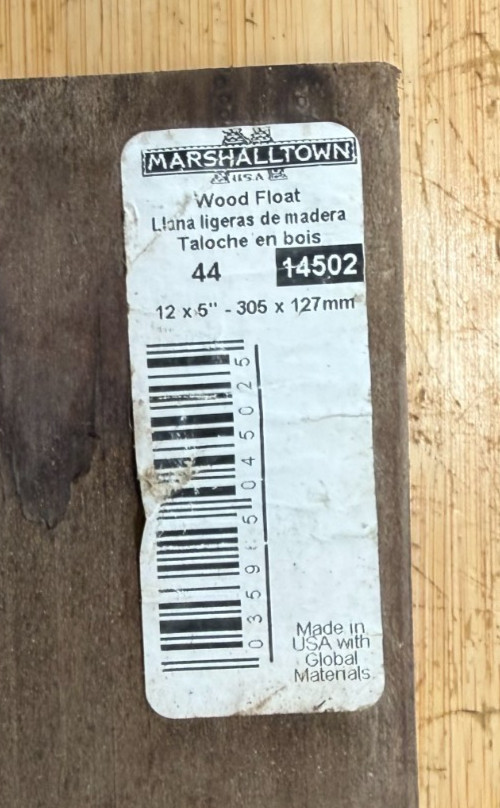 MARSHALLTOWN
USA
Wood Float
Llana ligeras de madera
Taloche en bois
44 14502
12 x 5" - 305 x 127mm
0 3 5 9 6 5 0 4 5 0 2 5
Made in
USA with
Global
Materials